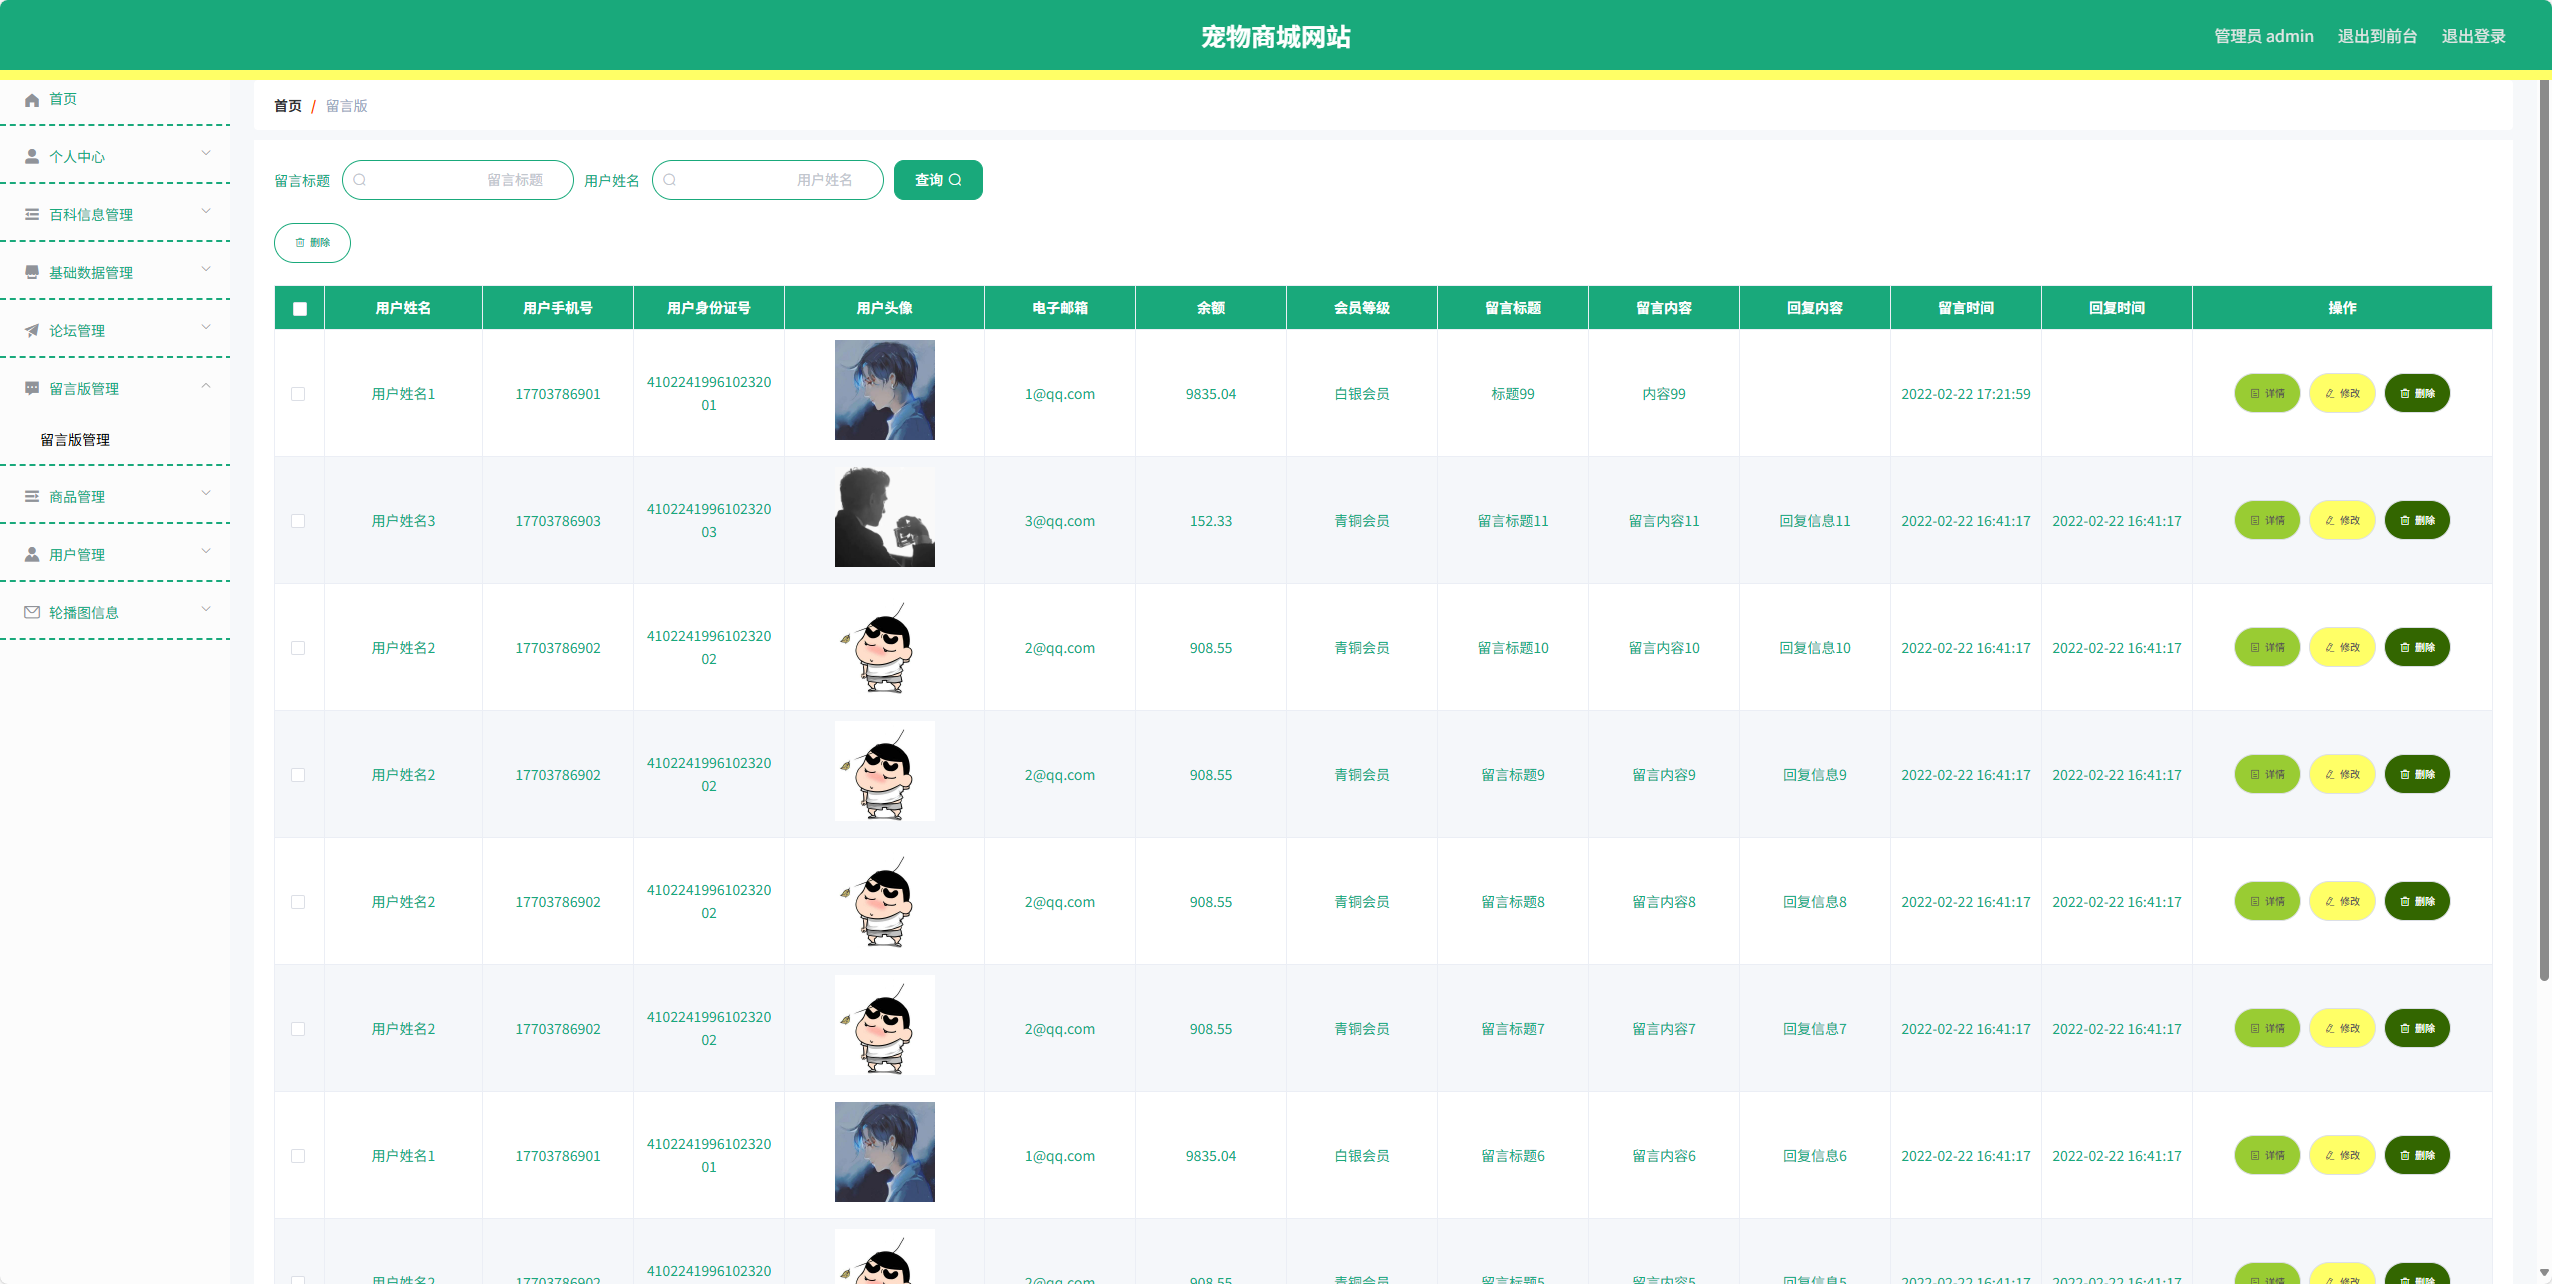 宠物商城网站
管理员 admin 退出到前台 退出登录
首页
个人中心
百科信息管理
基础数据管理
论坛管理
留言版管理
留言版管理
商品管理
用户管理
轮播图信息
首页 / 留言版
留言标题 留言标题 用户姓名 用户姓名 查询
删除
用户姓名 用户手机号 用户身份证号 用户头像 电子邮箱 余额 会员等级 留言标题 留言内容 回复内容 留言时间 回复时间 操作
用户姓名1 17703786901 410224199610232001 1@qq.com 9835.04 白银会员 标题99 内容99 2022-02-22 17:21:59 详情 修改 删除
用户姓名3 17703786903 410224199610232003 3@qq.com 152.33 青铜会员 留言标题11 留言内容11 回复信息11 2022-02-22 16:41:17 2022-02-22 16:41:17 详情 修改 删除
用户姓名2 17703786902 410224199610232002 2@qq.com 908.55 青铜会员 留言标题10 留言内容10 回复信息10 2022-02-22 16:41:17 2022-02-22 16:41:17 详情 修改 删除
用户姓名2 17703786902 410224199610232002 2@qq.com 908.55 青铜会员 留言标题9 留言内容9 回复信息9 2022-02-22 16:41:17 2022-02-22 16:41:17 详情 修改 删除
用户姓名2 17703786902 410224199610232002 2@qq.com 908.55 青铜会员 留言标题8 留言内容8 回复信息8 2022-02-22 16:41:17 2022-02-22 16:41:17 详情 修改 删除
用户姓名2 17703786902 410224199610232002 2@qq.com 908.55 青铜会员 留言标题7 留言内容7 回复信息7 2022-02-22 16:41:17 2022-02-22 16:41:17 详情 修改 删除
用户姓名1 17703786901 410224199610232001 1@qq.com 9835.04 白银会员 留言标题6 留言内容6 回复信息6 2022-02-22 16:41:17 2022-02-22 16:41:17 详情 修改 删除
用户姓名2 17703786902 4102241996102320 2@qq.com 908.55 青铜会员 留言标题5 留言内容5 回复信息5 2022-02-22 16:41:17 2022-02-22 16:41:17 详情 修改 删除